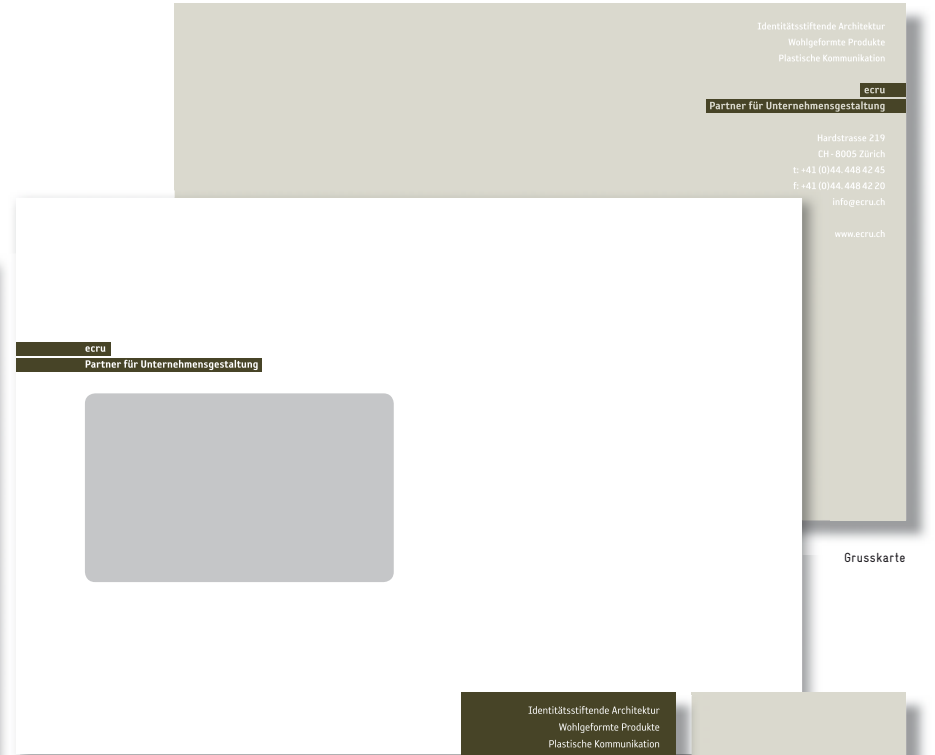 Identitätsstiftende Architektur
Wohlgeformte Produkte
Plastische Kommunikation
ecru
Partner für Unternehmensgestaltung
Hardstrasse 219
CH-8005 Zürich
t: +41 (0)44. 448 42 45
f: +41 (0)44. 448 42 20
info@ecru.ch
www.ecru.ch
ecru
Partner für Unternehmensgestaltung
Grusskarte
Identitätsstiftende Architektur
Wohlgeformte Produkte
Plastische Kommunikation